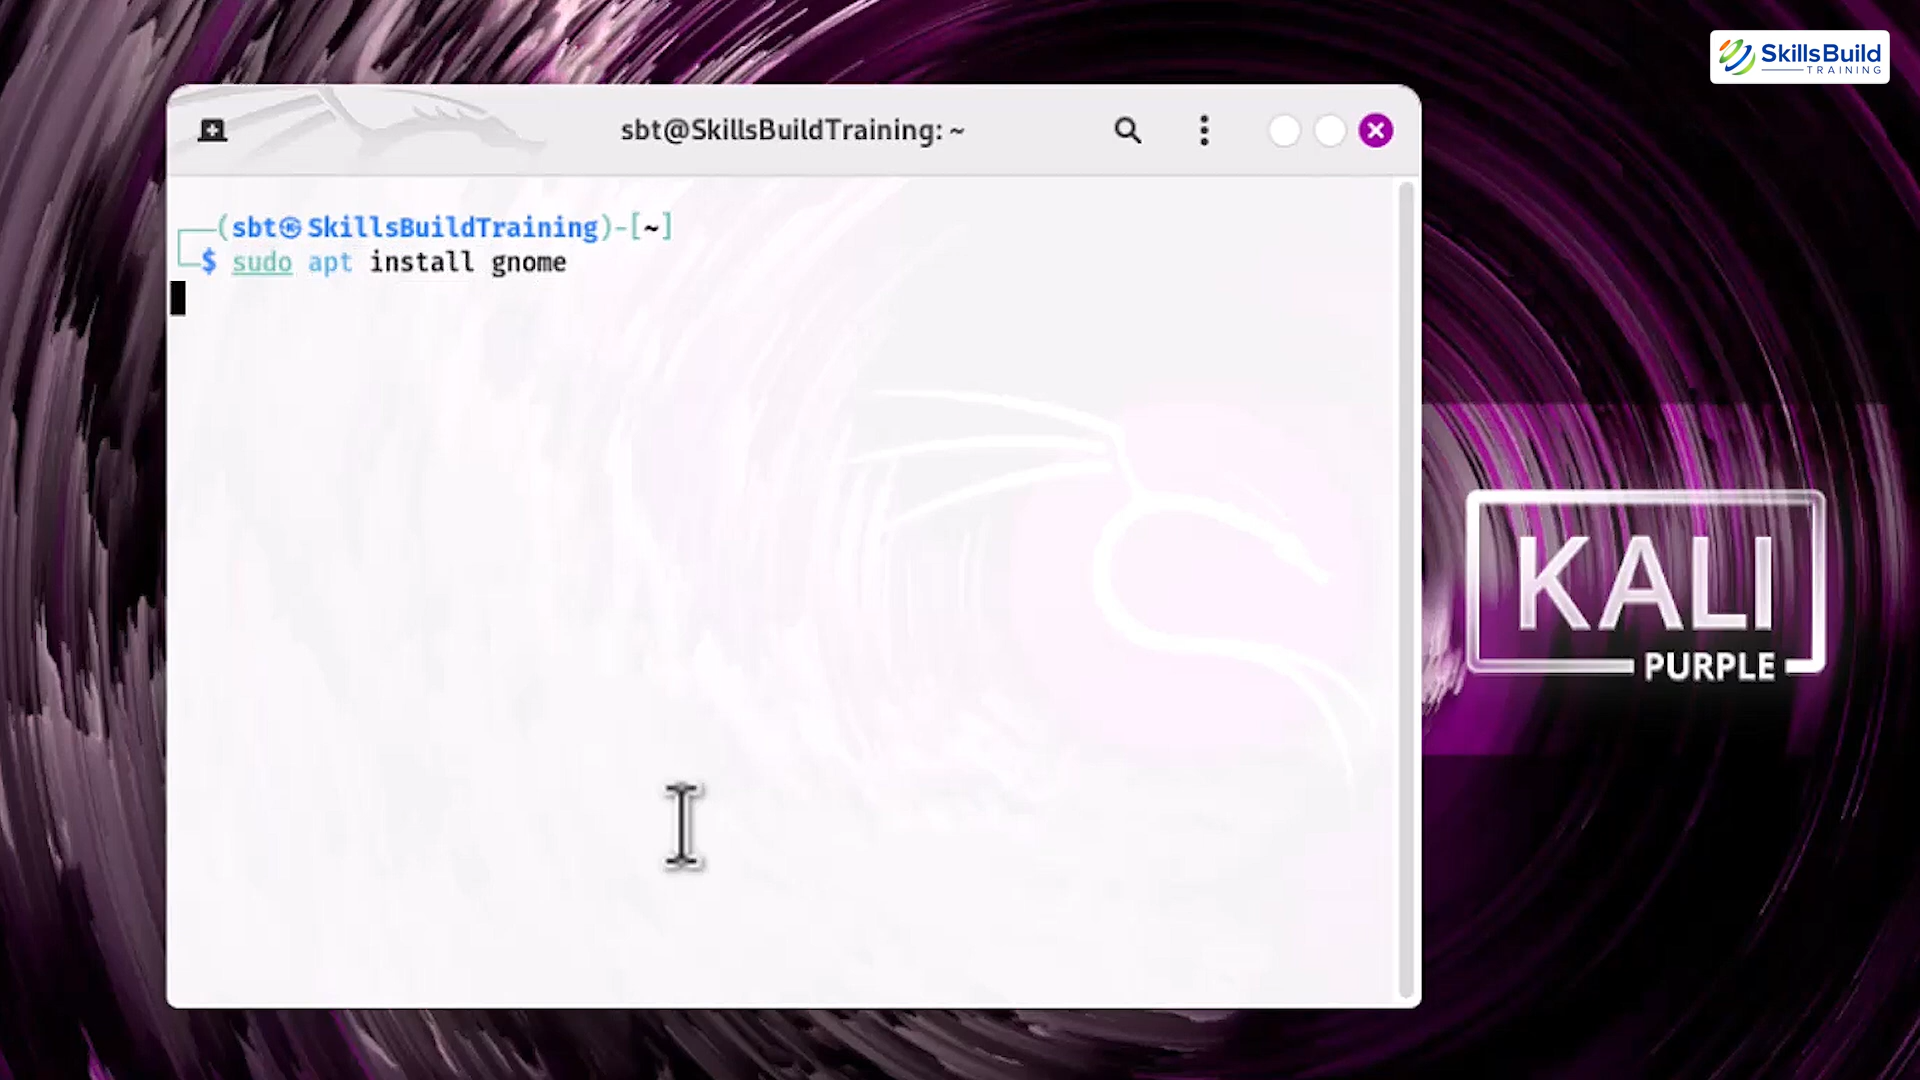 SkillsBuild
TRAINING
sbt@SkillsBuildTraining: ~
(sbt㉿SkillsBuildTraining)-[~]
$ sudo apt install gnome
KALI
PURPLE